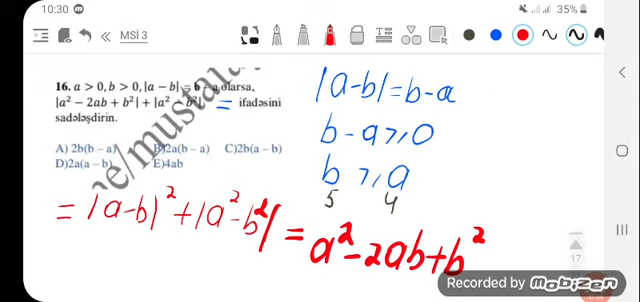 10:30
35%
MSİ 3
16. a > 0, b > 0, |a − b| = b − a olarsa,
|a² − 2ab + b²| + |a² − b²| = ifadəsini
sadələşdirin.
A) 2b(b − a) B) 2a(b − a) C) 2b(a − b)
D) 2a(a − b) E) 4ab
|a-b| = b-a
b - a ⩾ 0
b ⩾ a
5 4
= |a-b|² + |a² - b²| = a² - 2ab + b²
17
RECORDED BY
mobizen